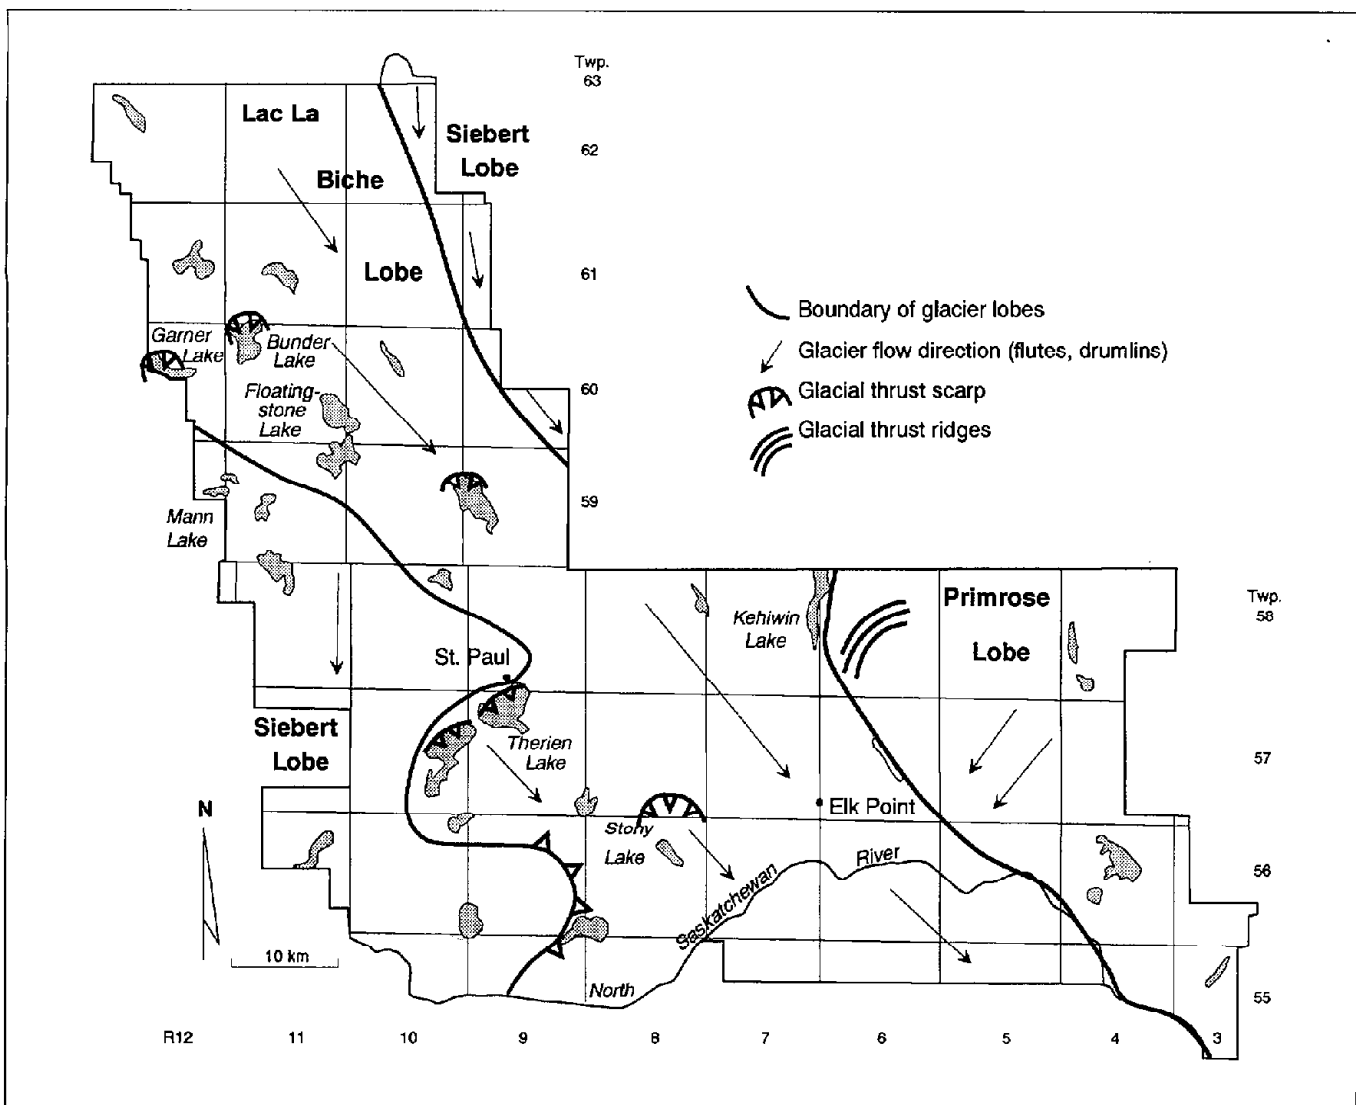 Twp.
63
Lac La
Siebert
Lobe
62
Biche
61
Lobe
Boundary of glacier lobes
Glacier flow direction (flutes, drumlins)
Glacial thrust scarp
Glacial thrust ridges
Garner
Lake
Bunder
Lake
60
Floating-
stone
Lake
59
Mann
Lake
Twp.
58
Primrose
Lobe
Kehiwin
Lake
St. Paul
Siebert
Lobe
Therien
Lake
57
N
Elk Point
Stony
Lake
River
56
Saskatchewan
10 km
North
55
R12
11
10
9
8
7
6
5
4
3